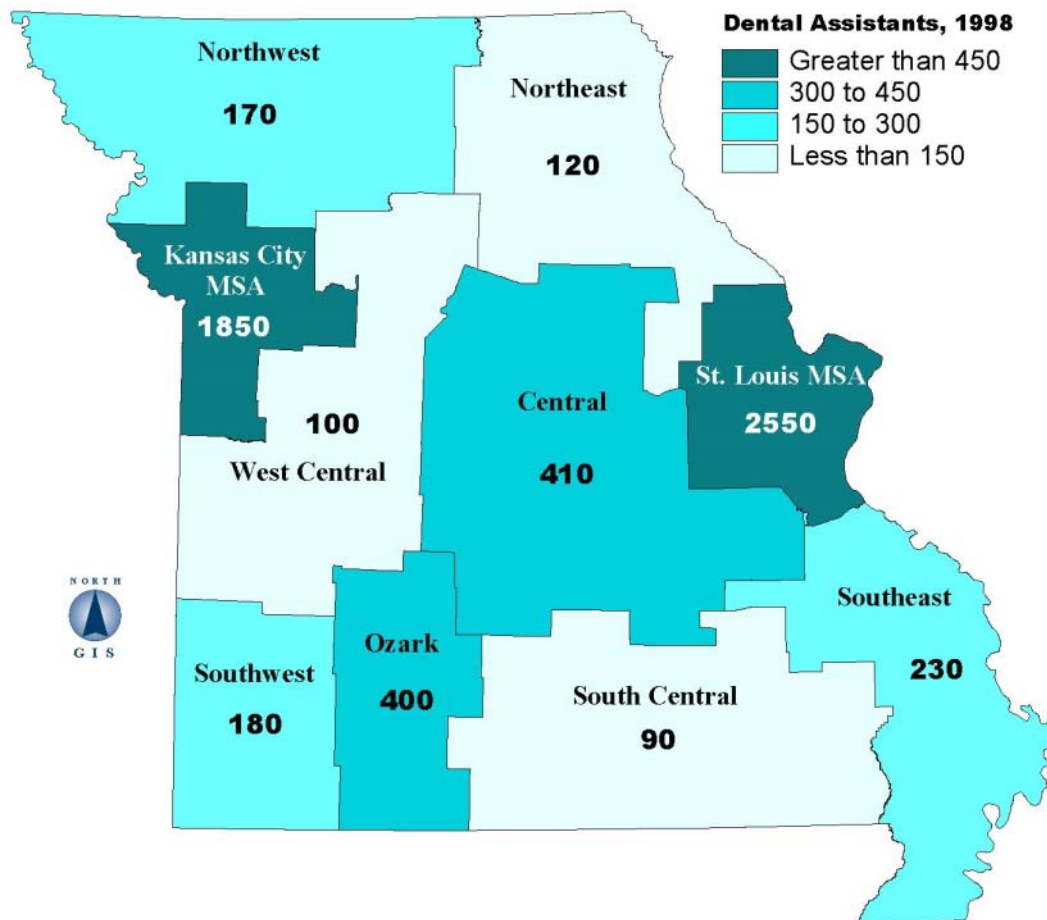 Dental Assistants, 1998
Greater than 450
300 to 450
150 to 300
Less than 150
Northwest
170
Northeast
120
Kansas City
MSA
1850
St. Louis MSA
2550
Central
410
100
West Central
NORTH
GIS
Southwest
180
Ozark
400
South Central
90
Southeast
230